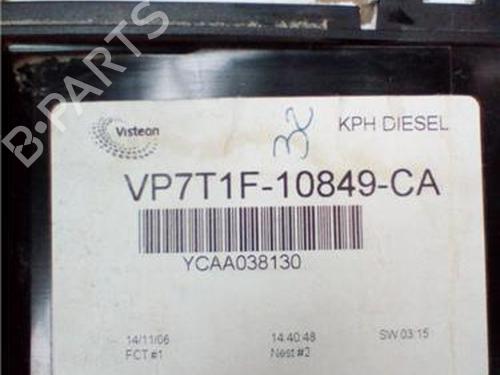 Visteon
32
KPH DIESEL
VP7T1F-10849-CA
YCAA038130
14/11/06 14:40:48 SW 03:15
FCT #1 Nest #2
B-PARTS